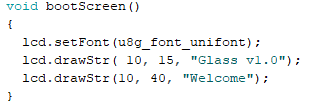 void bootScreen()
{
  lcd.setFont(u8g_font_unifont);
  lcd.drawStr( 10, 15, "Glass v1.0");
  lcd.drawStr(10, 40, "Welcome");
}